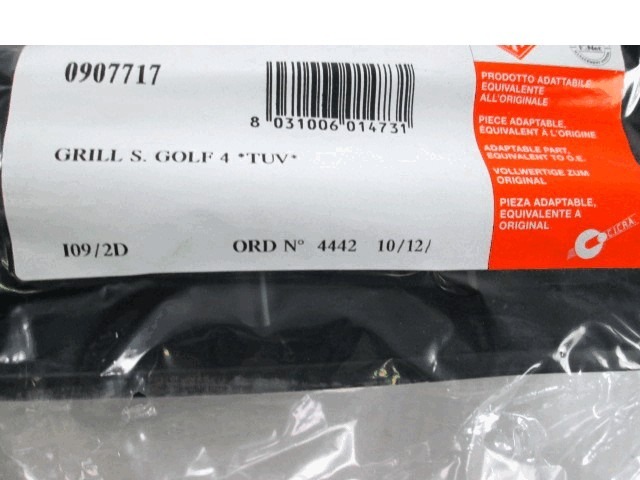 0907717
8 031006 014731
GRILL S. GOLF 4 *TUV*
I09/2D
ORD N° 4442 10/12/
PRODOTTO ADATTABILE
EQUIVALENTE
ALL'ORIGINALE
PIECE ADAPTABLE,
EQUIVALENT À L'ORIGINE
ADAPTABLE PART,
EQUIVALENT TO O.E.
VOLLWERTIGE ZUM
ORIGINAL
PIEZA ADAPTABLE,
EQUIVALENTE A
ORIGINAL
C.I.C.R.A.